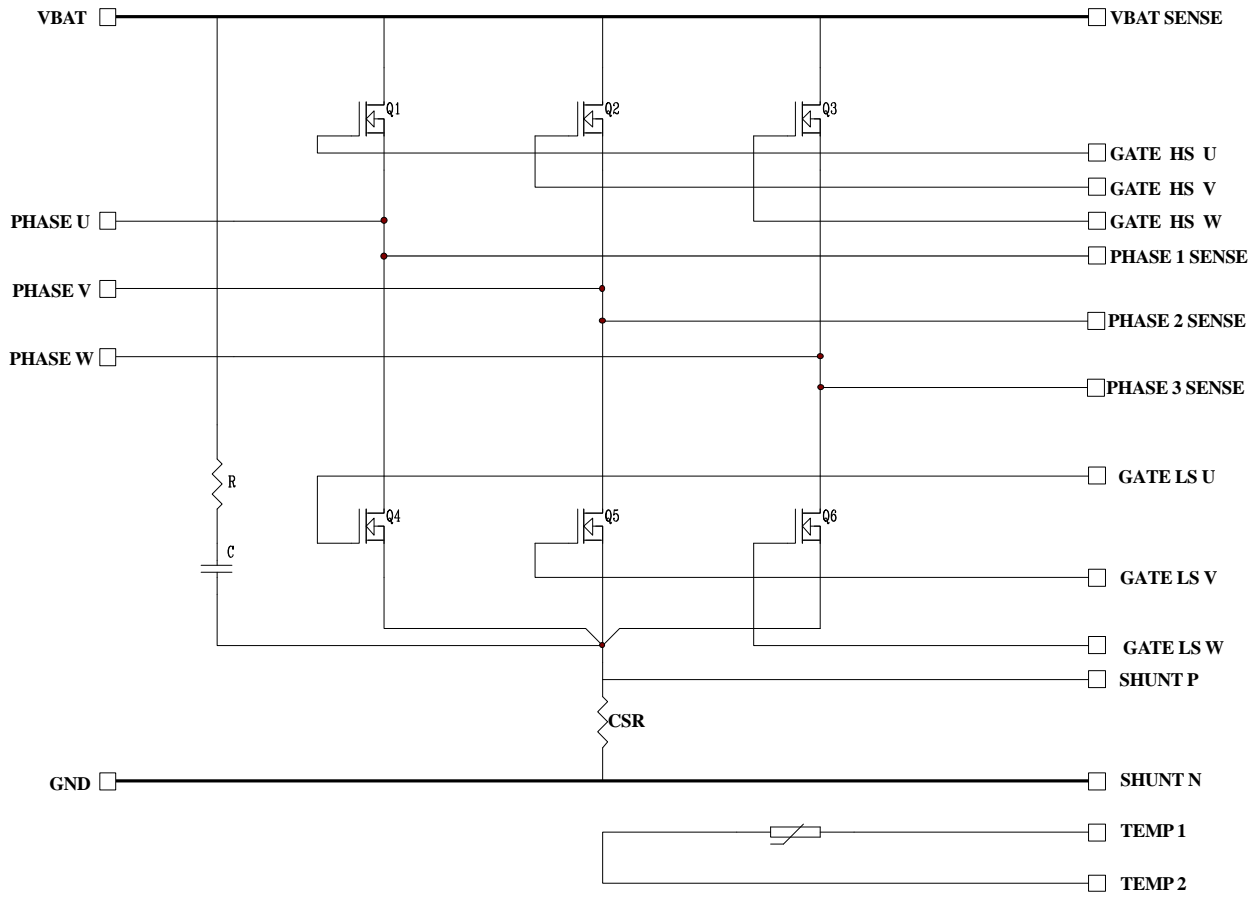 VBAT
VBAT SENSE
Q1
Q2
Q3
GATE HS U
GATE HS V
PHASE U
GATE HS W
PHASE 1 SENSE
PHASE V
PHASE 2 SENSE
PHASE W
PHASE 3 SENSE
R
GATE LS U
Q4
Q5
Q6
C
GATE LS V
GATE LS W
SHUNT P
CSR
GND
SHUNT N
TEMP 1
TEMP 2